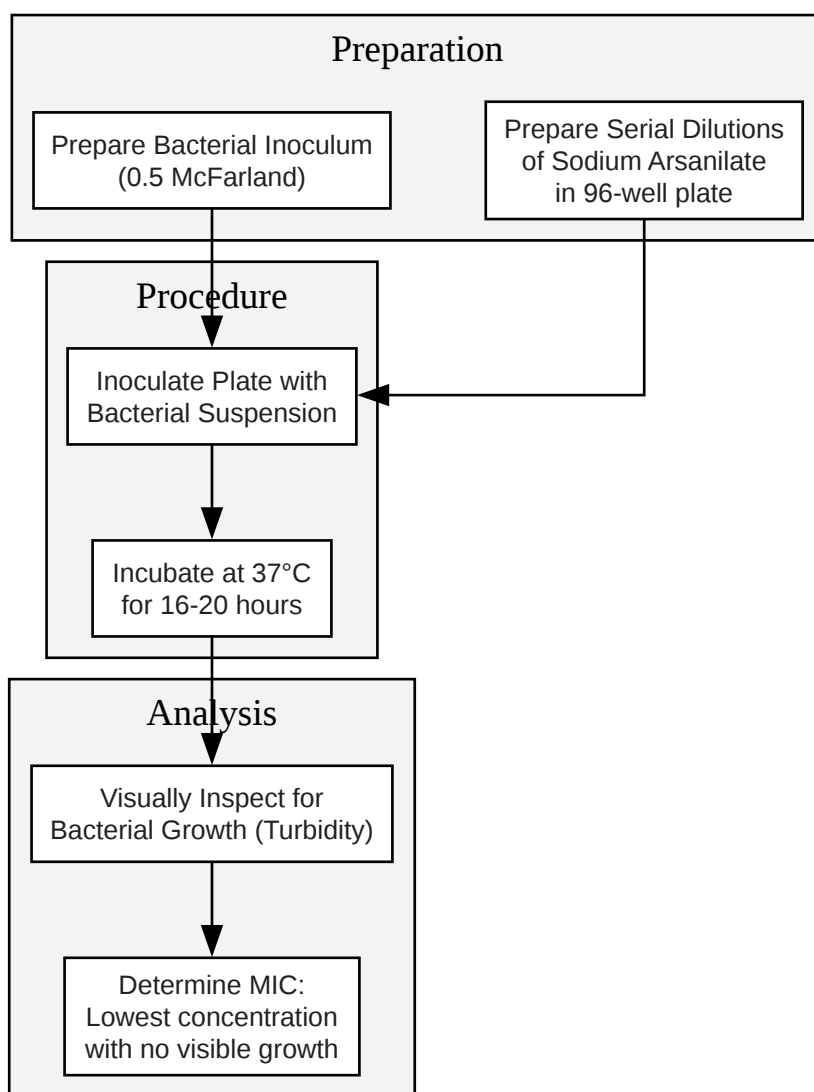 Preparation
Prepare Bacterial Inoculum
(0.5 McFarland)
Prepare Serial Dilutions
of Sodium Arsanilate
in 96-well plate
Procedure
Inoculate Plate with
Bacterial Suspension
Incubate at 37°C
for 16-20 hours
Analysis
Visually Inspect for
Bacterial Growth (Turbidity)
Determine MIC:
Lowest concentration
with no visible growth